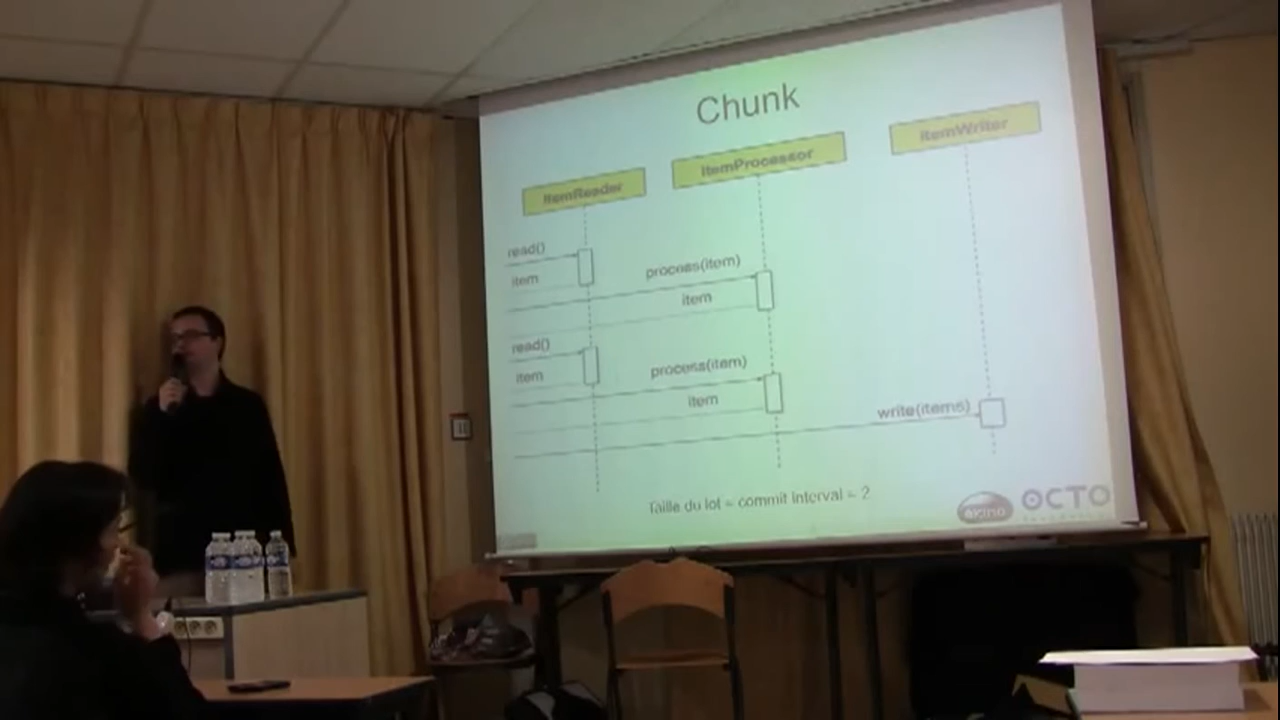 Chunk
ItemReader
ItemProcessor
ItemWriter
read()
item
process(item)
item
read()
item
process(item)
item
write(items)
Taille du lot = commit interval = 2
OCTO